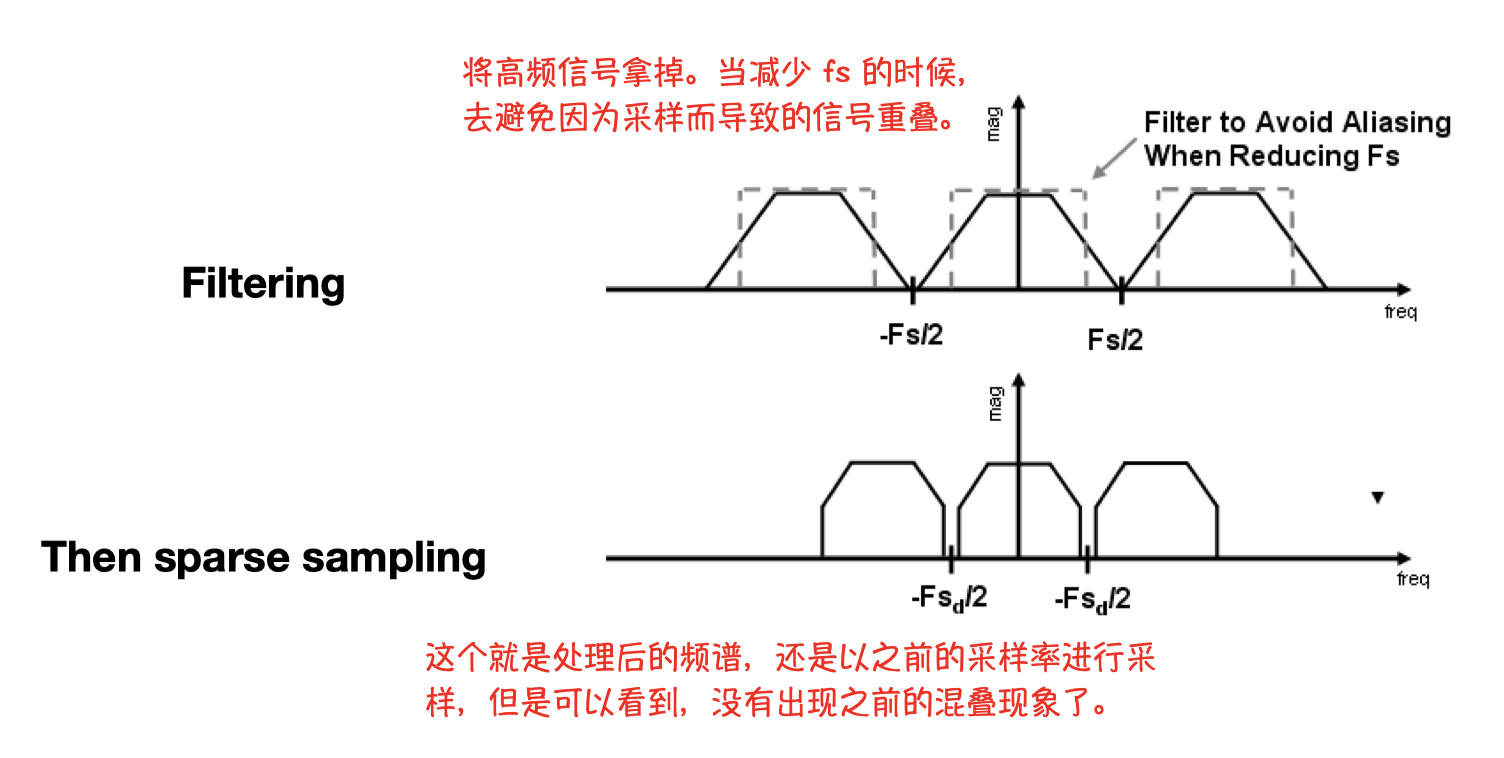 将高频信号拿掉。当减少 fs 的时候,
去避免因为采样而导致的信号重叠。
mag
Filter to Avoid Aliasing
When Reducing Fs
Filtering
freq
-Fs/2
Fs/2
mag
Then sparse sampling
freq
-Fsd/2
-Fsd/2
这个就是处理后的频谱，还是以之前的采样率进行采
样，但是可以看到，没有出现之前的混叠现象了。